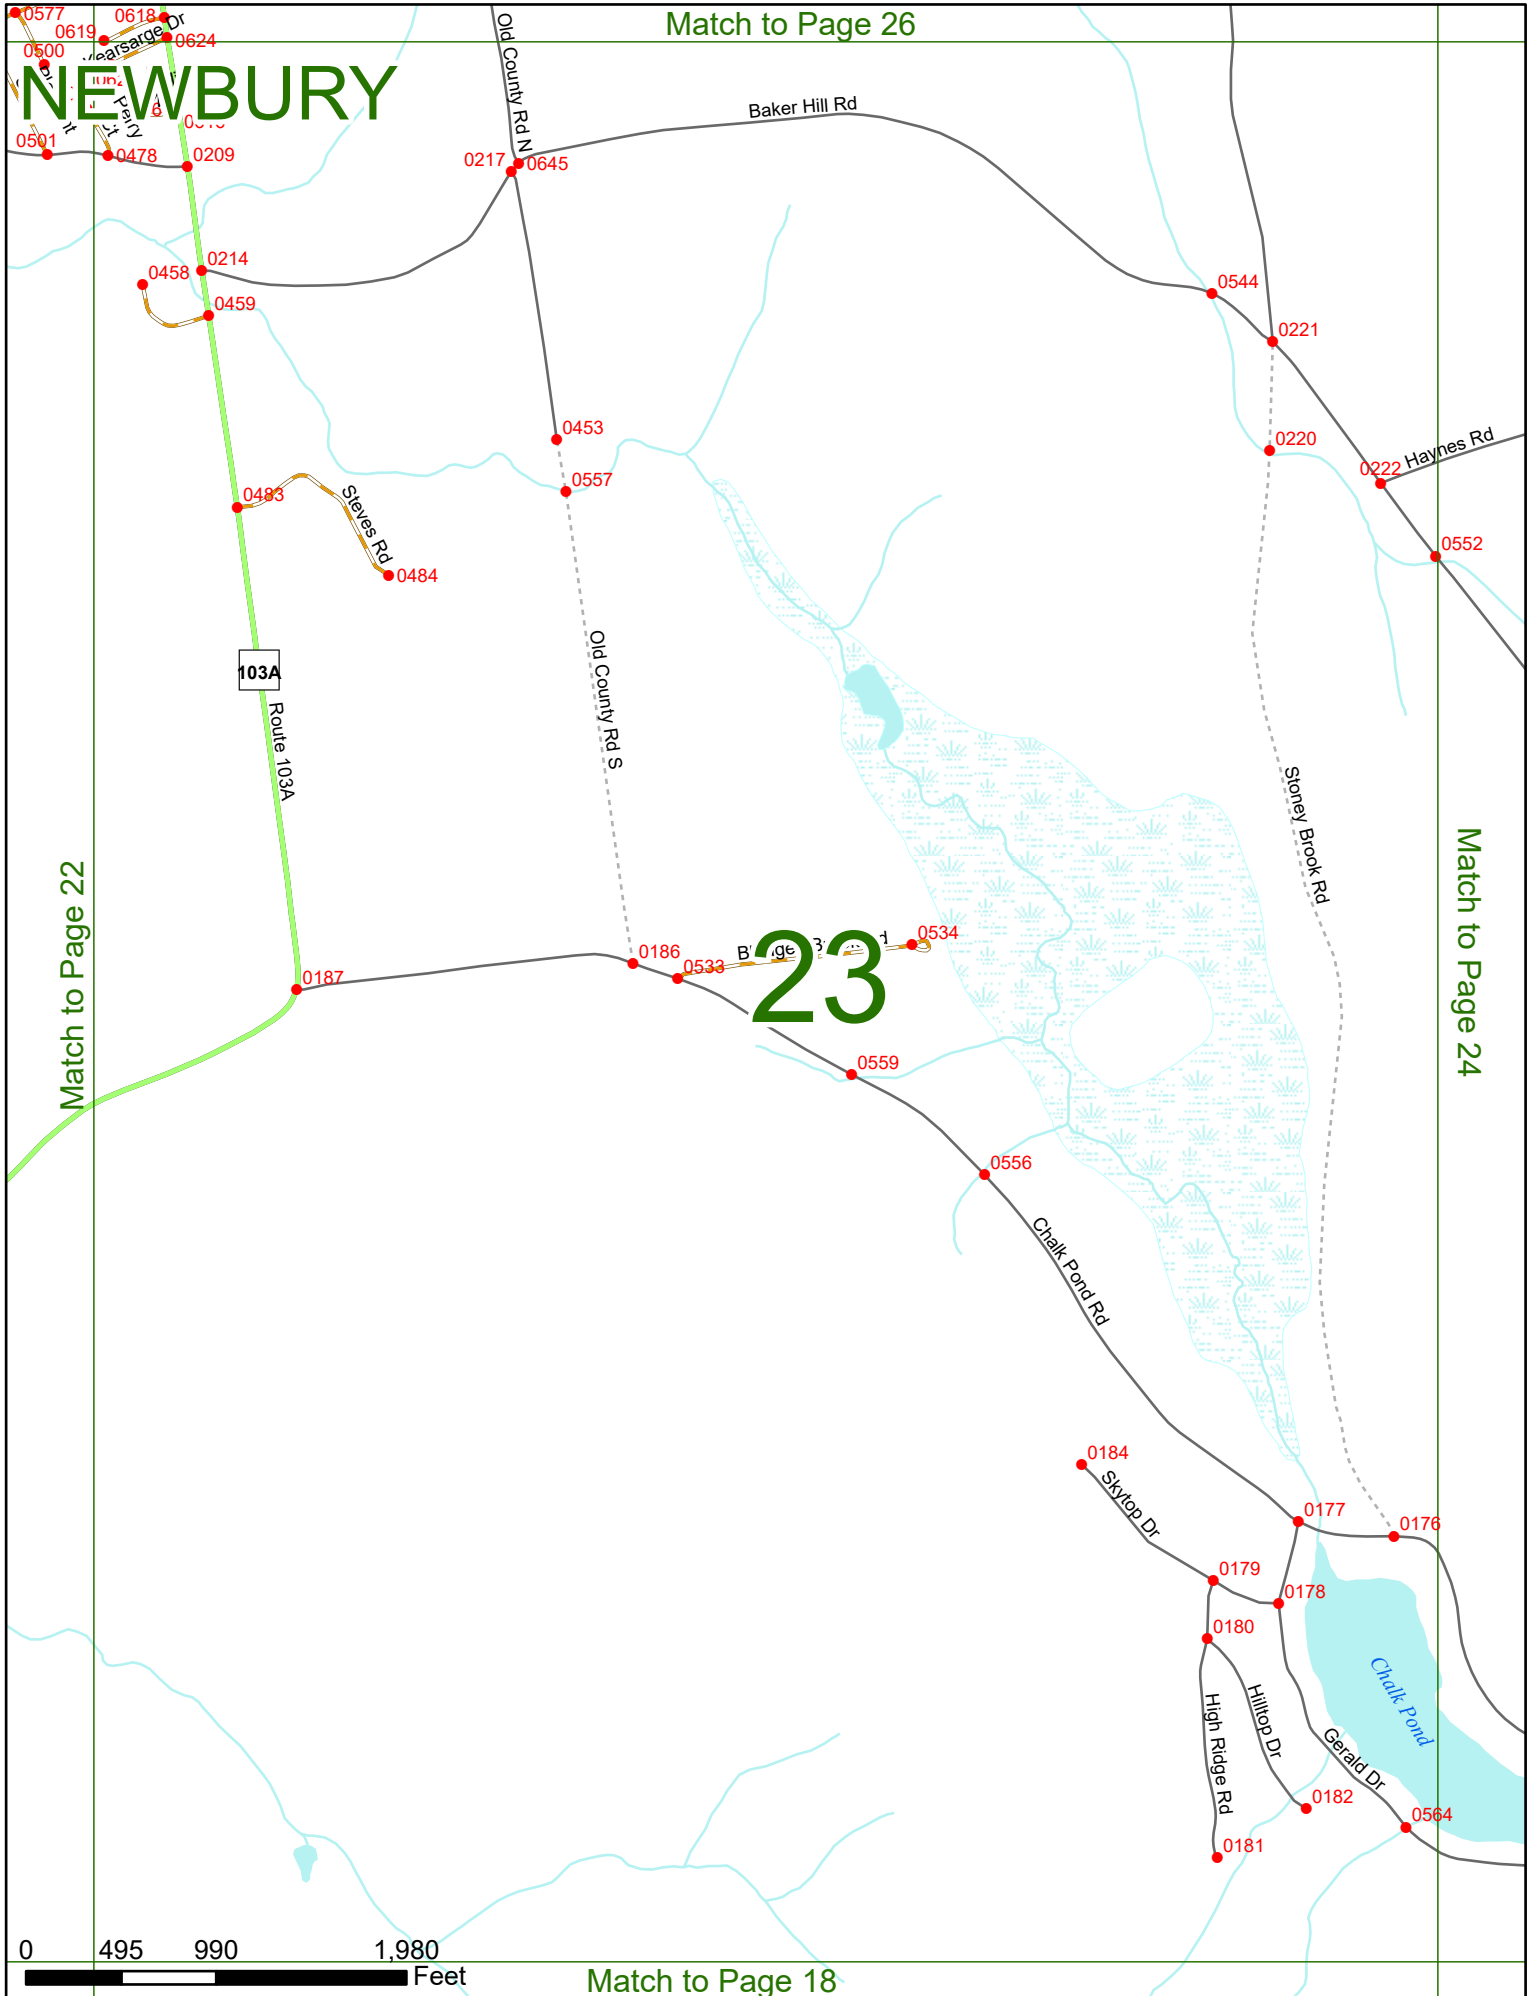 Match to Page 26
NEWBURY
0577
0618
0619
0624
0500
Kearsarge Dr
Perry
0501
0478
0209
Old County Rd N
Baker Hill Rd
0217
0645
0214
0458
0459
0544
0221
0453
0220
Haynes Rd
0222
0483
0557
Steves Rd
0484
0552
Old County Rd S
103A
Route 103A
Stoney Brook Rd
Match to Page 22
Match to Page 24
23
0534
0186
0533
0187
0559
0556
Chalk Pond Rd
0184
Skytop Dr
0177
0176
0179
0178
0180
Chalk Pond
High Ridge Rd
Hilltop Dr
Gerald Dr
0182
0564
0181
0 495 990 1,980
Feet
Match to Page 18